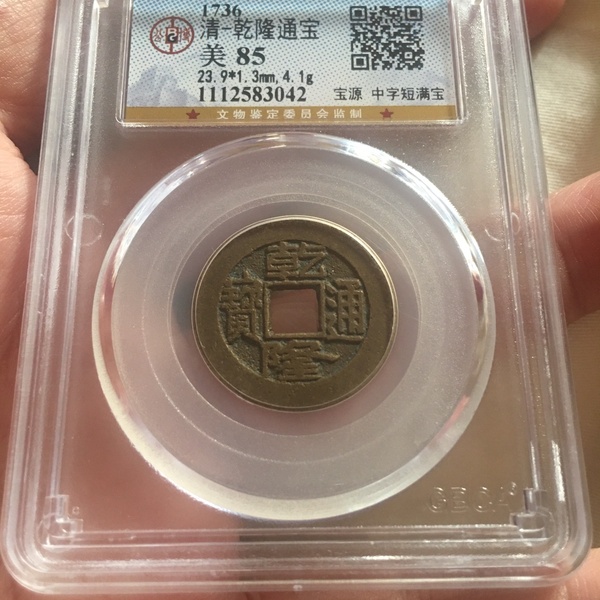 1736
清-乾隆通宝
美 85
23.9*1.3mm,4.1g
1112583042
宝源 中字短满宝
★ 文物鉴定委员会监制 ★
乾隆通寶